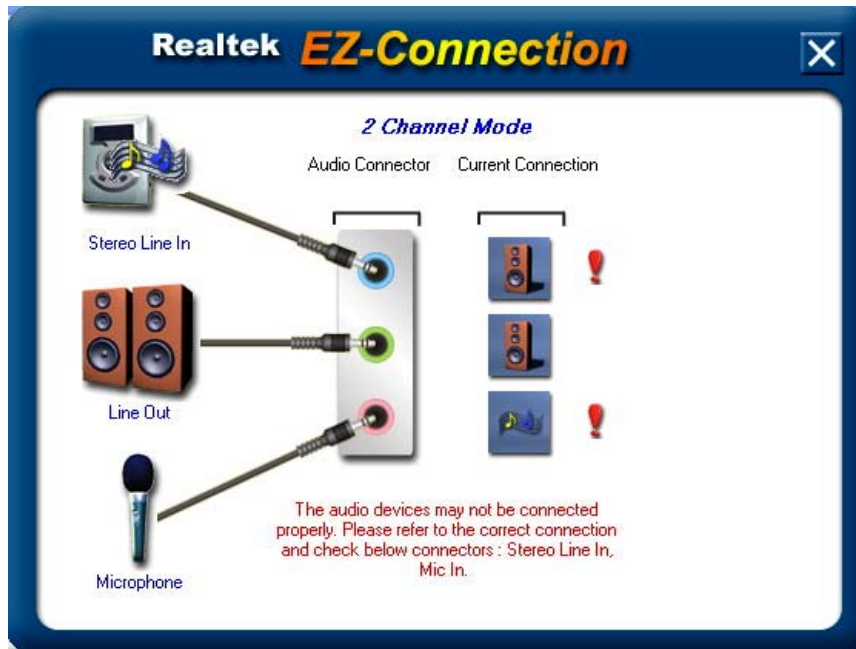 Realtek EZ-Connection
2 Channel Mode
Audio Connector Current Connection
Stereo Line In
Line Out
Microphone
The audio devices may not be connected
properly. Please refer to the correct connection
and check below connectors : Stereo Line In,
Mic In.